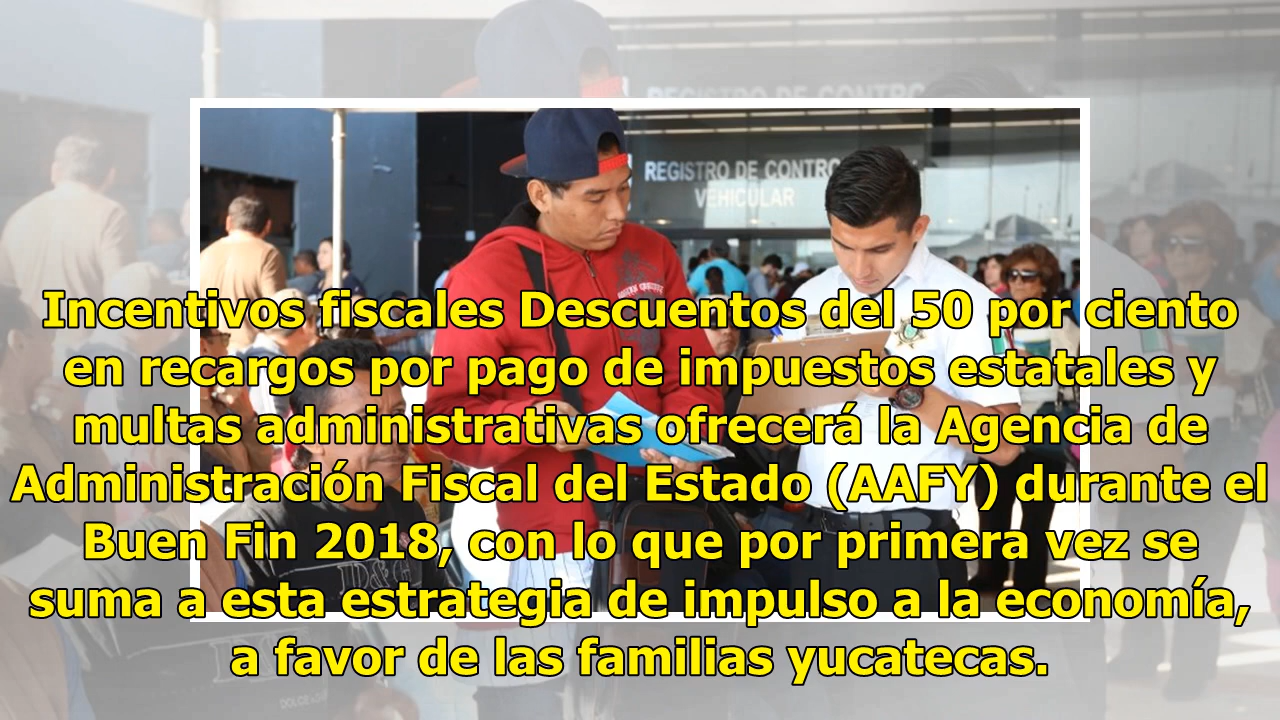 REGISTRO DE CONTRO
VEHICULAR
Incentivos fiscales Descuentos del 50 por ciento
en recargos por pago de impuestos estatales y
multas administrativas ofrecerá la Agencia de
Administración Fiscal del Estado (AAFY) durante el
Buen Fin 2018, con lo que por primera vez se
suma a esta estrategia de impulso a la economía,
a favor de las familias yucatecas.
D&G